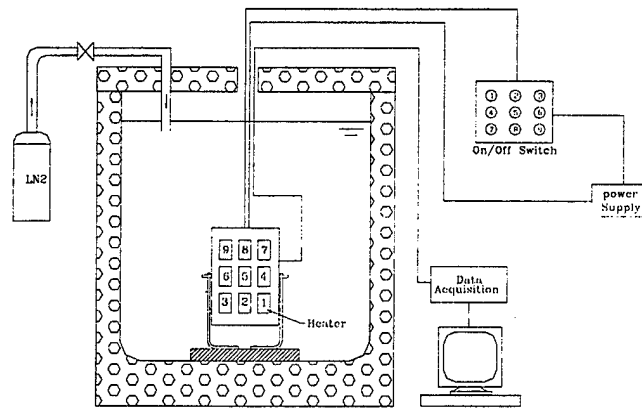 LN2
1 2 3
4 5 6
7 8 9
On/Off Switch
power
Supply
9 8 7
6 5 4
3 2 1
Heater
Data
Acquisition